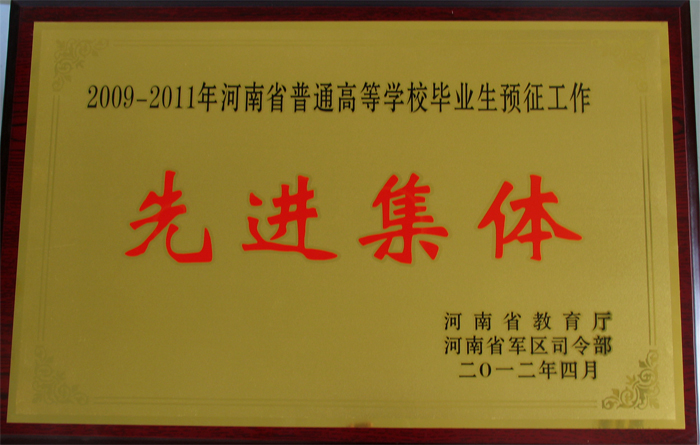 2009-2011年河南省普通高等学校毕业生预征工作
先进集体
河南省教育厅
河南省军区司令部
二〇一二年四月